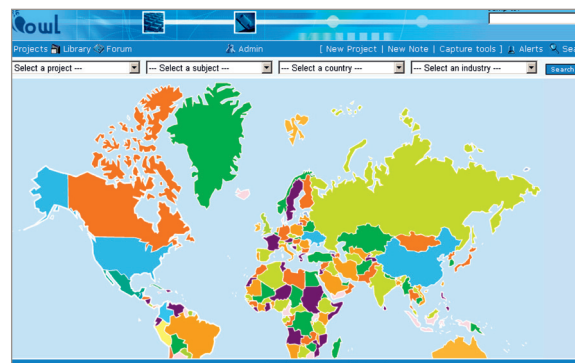 owl
Projects Library Forum Admin [ New Project | New Note | Capture tools ] Alerts Sea
Select a project --- --- Select a subject --- --- Select a country --- --- Select an industry --- Search